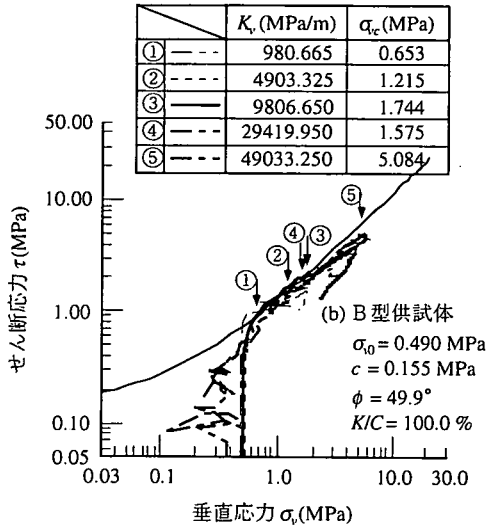 Kᵥ (MPa/m) σᵥc (MPa)
① 980.665 0.653
② 4903.325 1.215
③ 9806.650 1.744
④ 29419.950 1.575
⑤ 49033.250 5.084
50.00
10.00
1.00
0.10
0.05
せん断応力 τ(MPa)
⑤
④ ③
②
①
(b) B型供試体
σᵥ₀ = 0.490 MPa
c = 0.155 MPa
φ = 49.9°
K/C = 100.0 %
0.03 0.1 1.0 10.0 30.0
垂直応力 σᵥ(MPa)